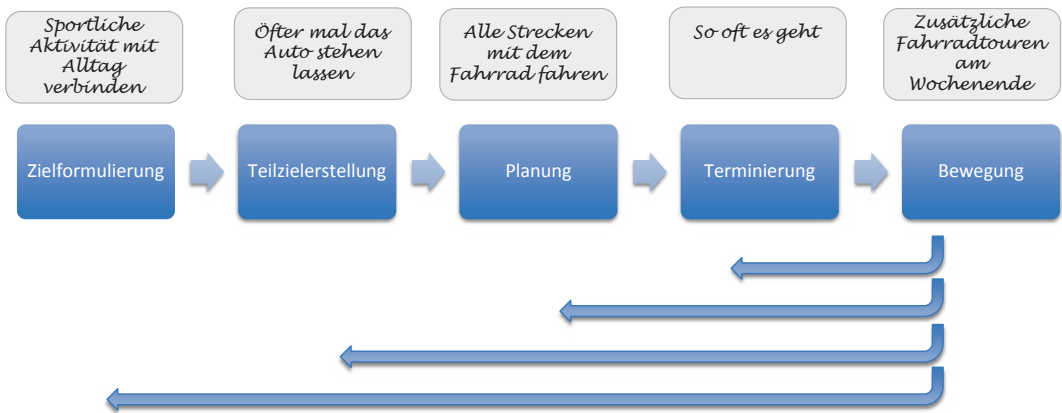 Sportliche
Aktivität mit
Alltag
verbinden
Öfter mal das
Auto stehen
lassen
Alle Strecken
mit dem
Fahrrad fahren
So oft es geht
Zusätzliche
Fahrradtouren
am
Wochenende
Zielformulierung
Teilzielerstellung
Planung
Terminierung
Bewegung